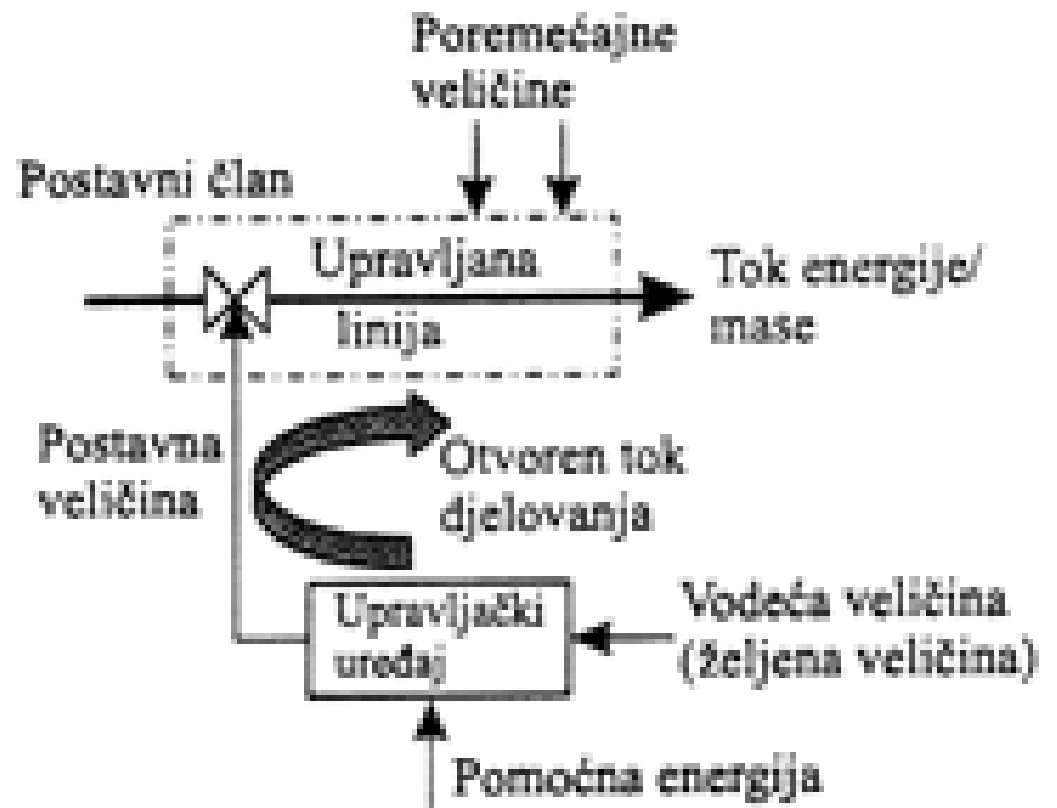 Poremećajne
veličine
Postavni član
Upravljana
linija
Tok energije/
mase
Postavna
veličina
Otvoren tok
djelovanja
Upravljački
uređaj
Vodeća veličina
(željena veličina)
Pomoćna energija